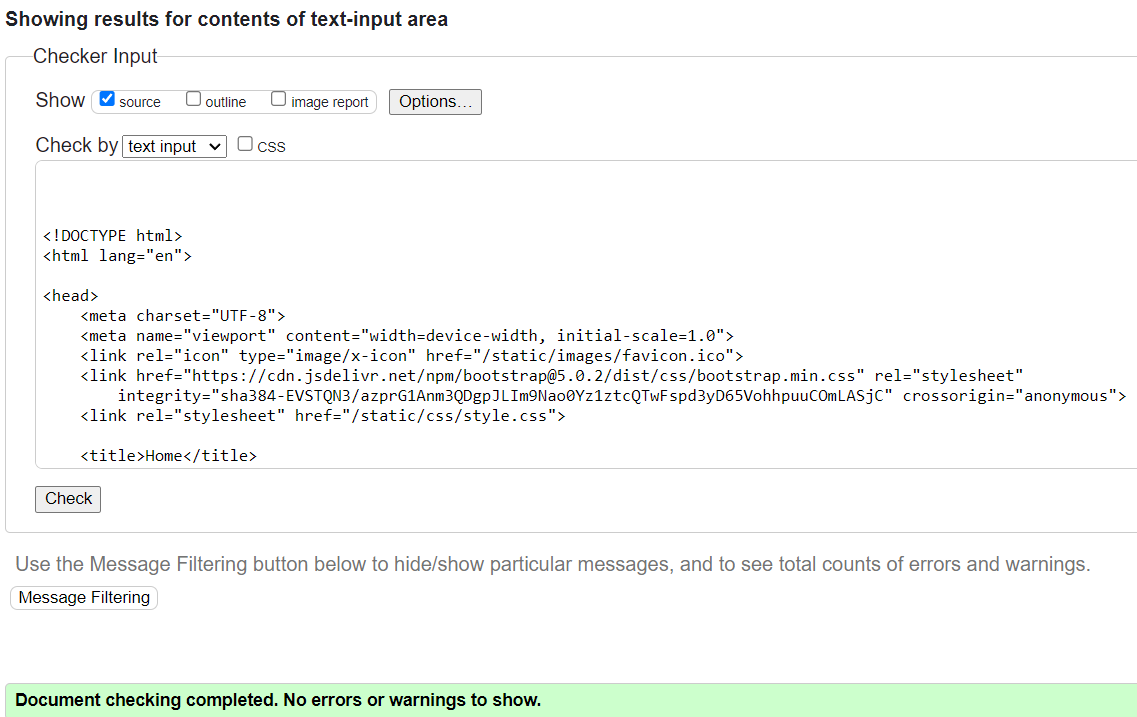 Showing results for contents of text-input area
Checker Input
Show source outline image report Options...
Check by text input CSS
<!DOCTYPE html>
<html lang="en">
<head>
<meta charset="UTF-8">
<meta name="viewport" content="width=device-width, initial-scale=1.0">
<link rel="icon" type="image/x-icon" href="/static/images/favicon.ico">
<link href="https://cdn.jsdelivr.net/npm/bootstrap@5.0.2/dist/css/bootstrap.min.css" rel="stylesheet"
integrity="sha384-EVSTQN3/azprG1Anm3QDgpJLIm9Nao0Yz1ztcQTwFspd3yD65VohhpuuCOmLASjC" crossorigin="anonymous">
<link rel="stylesheet" href="/static/css/style.css">
<title>Home</title>
Check
Use the Message Filtering button below to hide/show particular messages, and to see total counts of errors and warnings.
Message Filtering
Document checking completed. No errors or warnings to show.